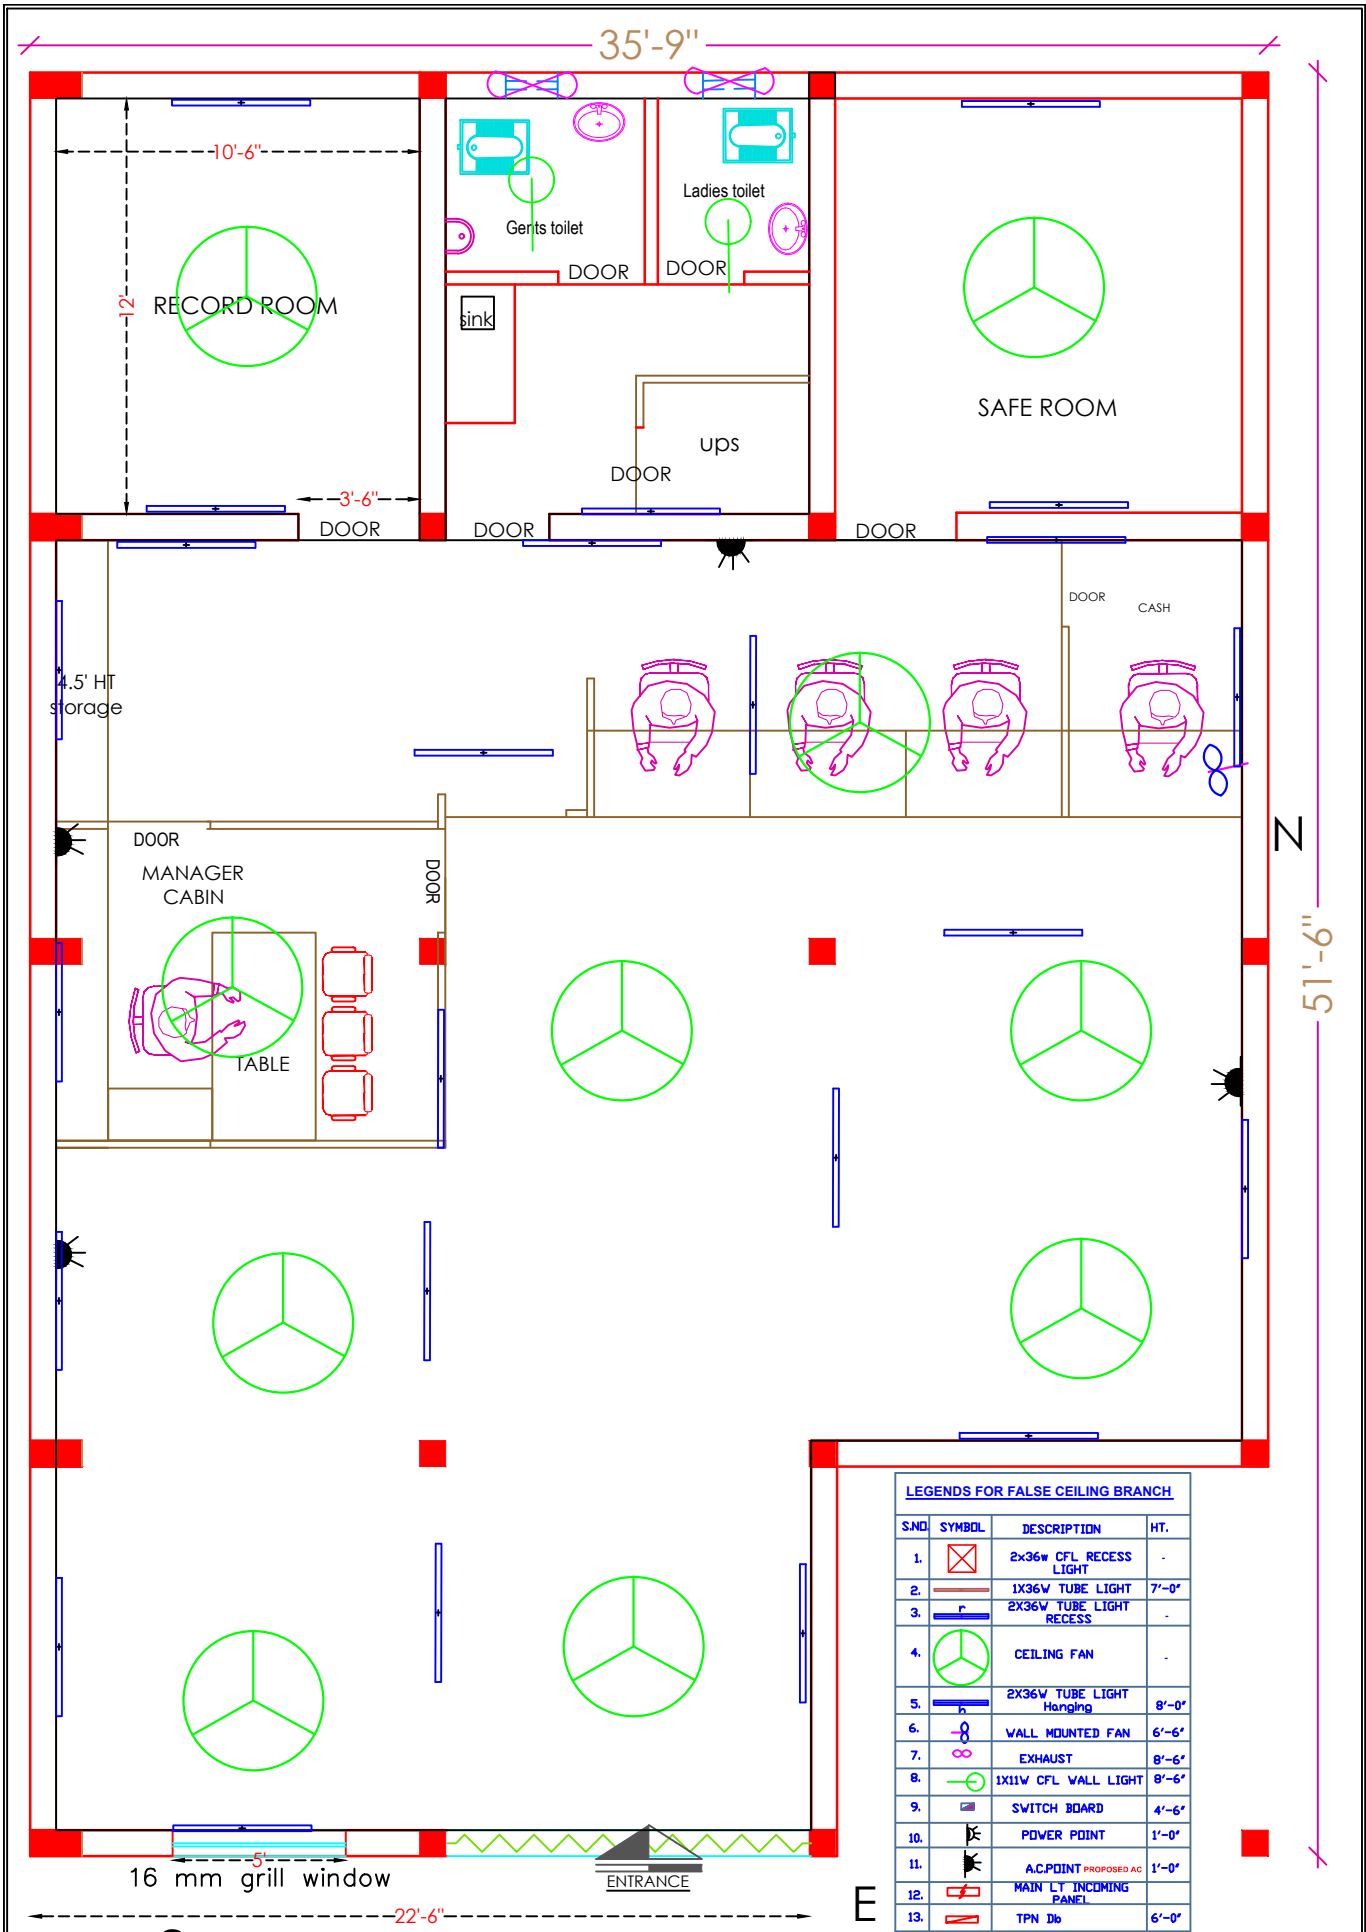 35'-9"
10'-6"
Ladies toilet
Gents toilet
DOOR
DOOR
12'
RECORD ROOM
sink
SAFE ROOM
ups
DOOR
3'-6"
DOOR
DOOR
DOOR
DOOR
CASH
4.5' HT
storage
N
DOOR
MANAGER
CABIN
DOOR
51'-6"
TABLE
LEGENDS FOR FALSE CEILING BRANCH
S.NO. SYMBOL DESCRIPTION HT.
1. 2x36w CFL RECESS LIGHT -
2. 1X36W TUBE LIGHT 7'-0"
3. r 2X36W TUBE LIGHT RECESS -
4. CEILING FAN -
5. h 2X36W TUBE LIGHT Hanging 8'-0"
6. WALL MOUNTED FAN 6'-6"
7. EXHAUST 8'-6"
8. 1X11W CFL WALL LIGHT 8'-6"
9. SWITCH BOARD 4'-6"
10. POWER POINT 1'-0"
11. A.C.POINT PROPOSED AC 1'-0"
12. MAIN LT INCOMING PANEL
13. TPN Db 6'-0"
5'
16 mm grill window
ENTRANCE
22'-6"
E